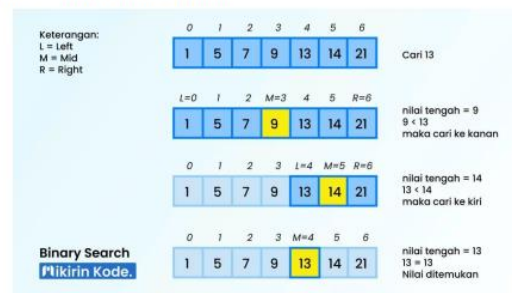 Keterangan:
L = Left
M = Mid
R = Right
0 1 2 3 4 5 6
1 5 7 9 13 14 21
Cari 13
L=0 1 2 M=3 4 5 R=6
1 5 7 9 13 14 21
nilai tengah = 9
9 < 13
maka cari ke kanan
0 1 2 3 L=4 M=5 R=6
1 5 7 9 13 14 21
nilai tengah = 14
13 < 14
maka cari ke kiri
0 1 2 3 M=4 5 6
1 5 7 9 13 14 21
nilai tengah = 13
13 = 13
Nilai ditemukan
Binary Search
Mikirin Kode.